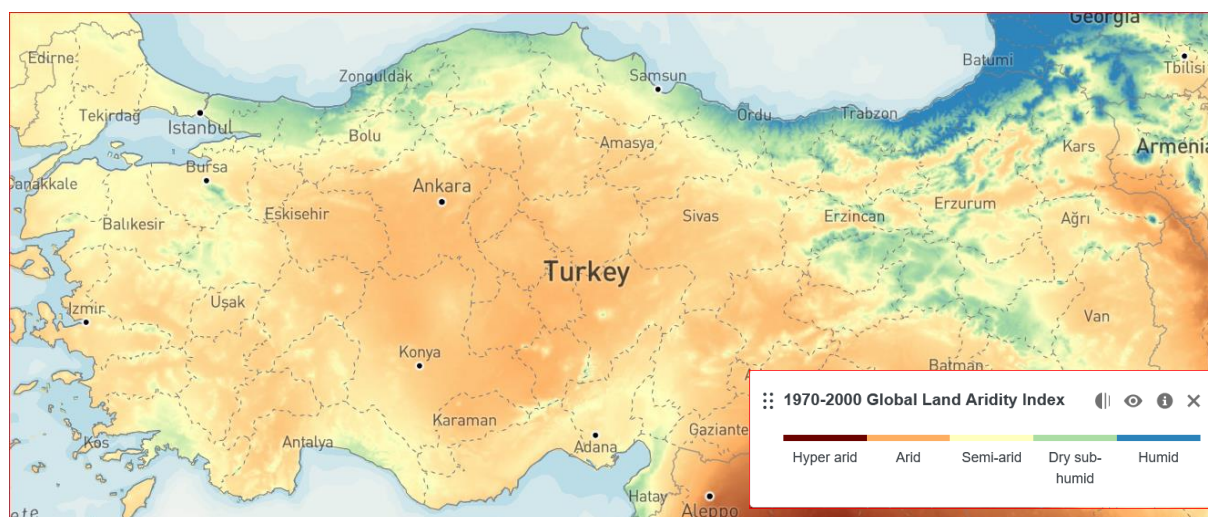 Georgia
Edirne
Zonguldak
Samsun
Batumi
Tbilisi
Tekirdağ
Istanbul
Bolu
Ordu
Trabzon
Amasya
Kars
Armenia
Bursa
Çanakkale
Ankara
Balıkesir
Eskisehir
Sivas
Erzincan
Erzurum
Ağrı
Turkey
Uşak
Izmir
Van
Konya
Batman
Karaman
Gaziante
Kos
Antalya
Adana
Hatay
Aleppo
1970-2000 Global Land Aridity Index
Hyper arid Arid Semi-arid Dry sub- Humid
humid